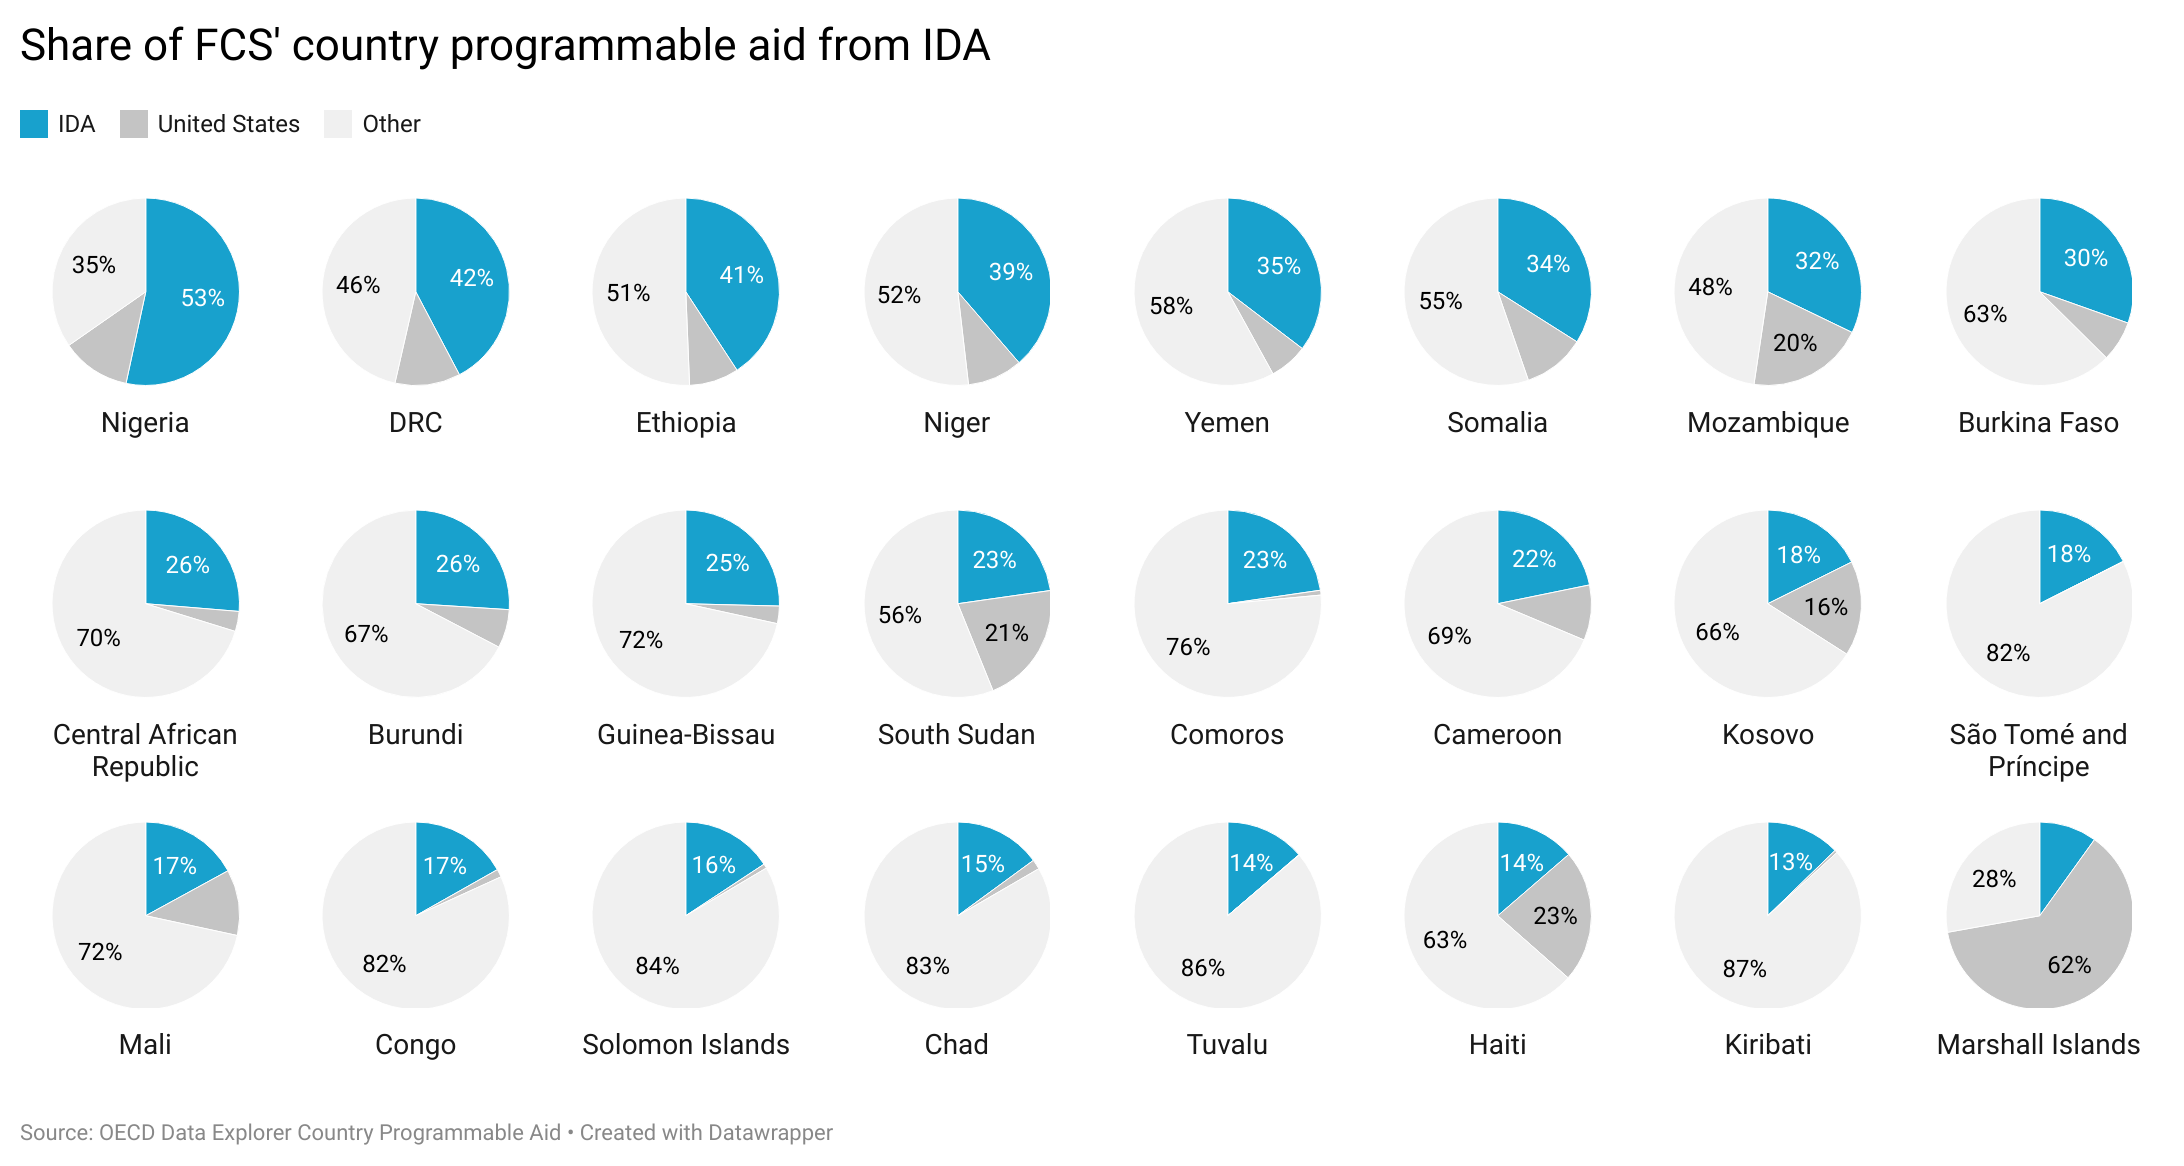 Share of FCS' country programmable aid from IDA
IDA United States Other
35% 53% 46% 42% 51% 41% 52% 39% 58% 35% 55% 34% 48% 32% 20% 63% 30%
Nigeria DRC Ethiopia Niger Yemen Somalia Mozambique Burkina Faso
26% 70% 26% 67% 25% 72% 23% 56% 21% 23% 76% 22% 69% 18% 16% 66% 18% 82%
Central African Burundi Guinea-Bissau South Sudan Comoros Cameroon Kosovo São Tomé and
Republic Príncipe
17% 72% 17% 82% 16% 84% 15% 83% 14% 86% 14% 23% 63% 13% 87% 28% 62%
Mali Congo Solomon Islands Chad Tuvalu Haiti Kiribati Marshall Islands
Source: OECD Data Explorer Country Programmable Aid • Created with Datawrapper